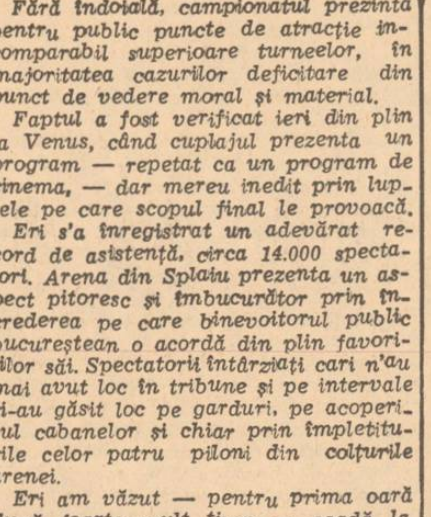 Fără îndoială, campionatul prezintă
pentru public puncte de atracție in-
comparabil superioare turneelor, în
majoritatea cazurilor deficitare din
punct de vedere moral și material.
Faptul a fost verificat ieri din plin
la Venus, când cuplajul prezenta un
program — repetat ca un program de
cinema, — dar mereu inedit prin lup-
tele pe care scopul final le provoacă.
Eri s'a înregistrat un adevărat re-
cord de asistență, circa 14.000 specta-
tori. Arena din Splaiu prezenta un as-
pect pitoresc și îmbucurător prin în-
crederea pe care binevoitorul public
bucureștean o acordă din plin favori-
ților săi. Spectatorii întârziați cari n'au
mai avut loc în tribune și pe intervale
și-au găsit loc pe garduri, pe acoperi-
șul cabanelor și chiar prin împletitu-
rile celor patru piloni din colțurile
arenei.
Eri am văzut — pentru prima oară